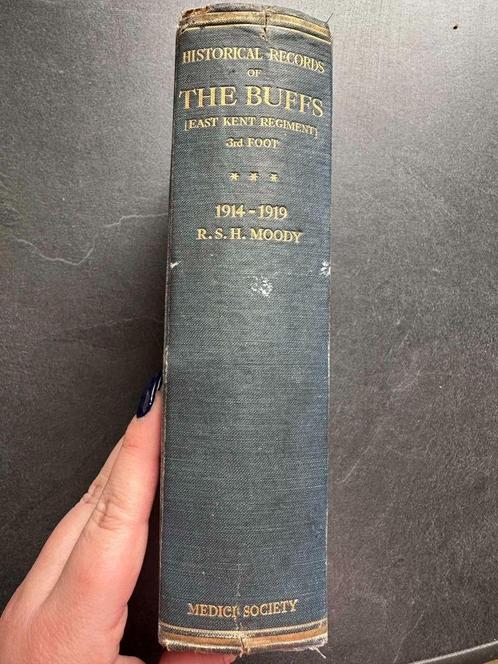 HISTORICAL RECORDS
OF
THE BUFFS
[EAST KENT REGIMENT]
3rd FOOT
* * *
1914-1919
R. S. H. MOODY
MEDICI SOCIETY